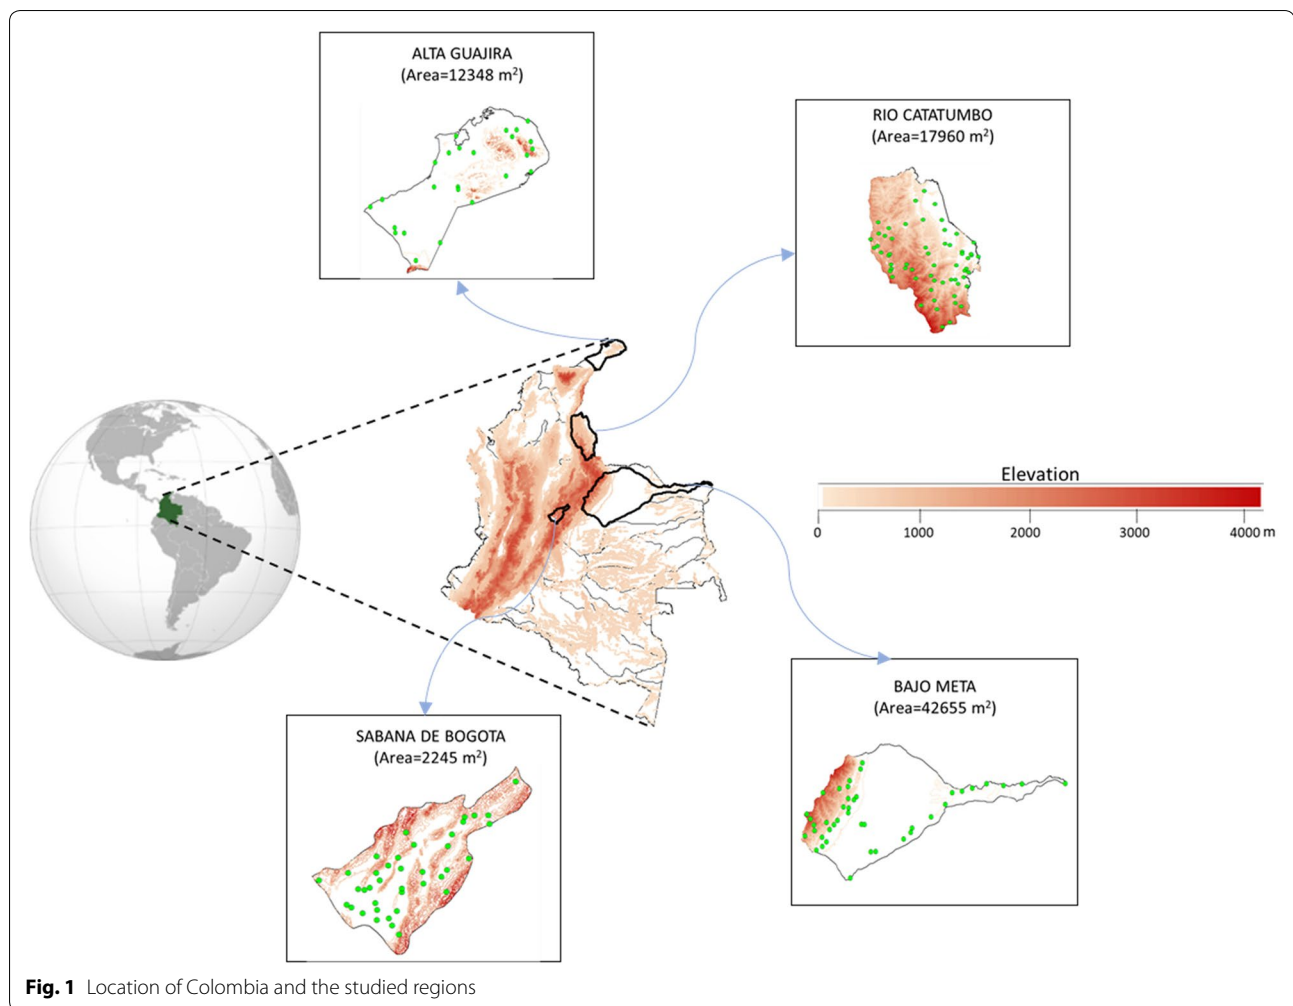 ALTA GUAJIRA
(Area=12348 m²)
RIO CATATUMBO
(Area=17960 m²)
Elevation
0 1000 2000 3000 4000 m
BAJO META
(Area=42655 m²)
SABANA DE BOGOTA
(Area=2245 m²)
Fig. 1 Location of Colombia and the studied regions